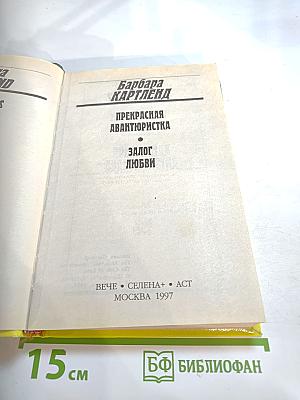 Барбара
КАРТЛЕНД
ПРЕКРАСНАЯ
АВАНТЮРИСТКА
•
ЗАЛОГ
ЛЮБВИ
ВЕЧЕ • СЕЛЕНА+ • АСТ
МОСКВА 1997
15 см
БФ БИБЛИОФАН